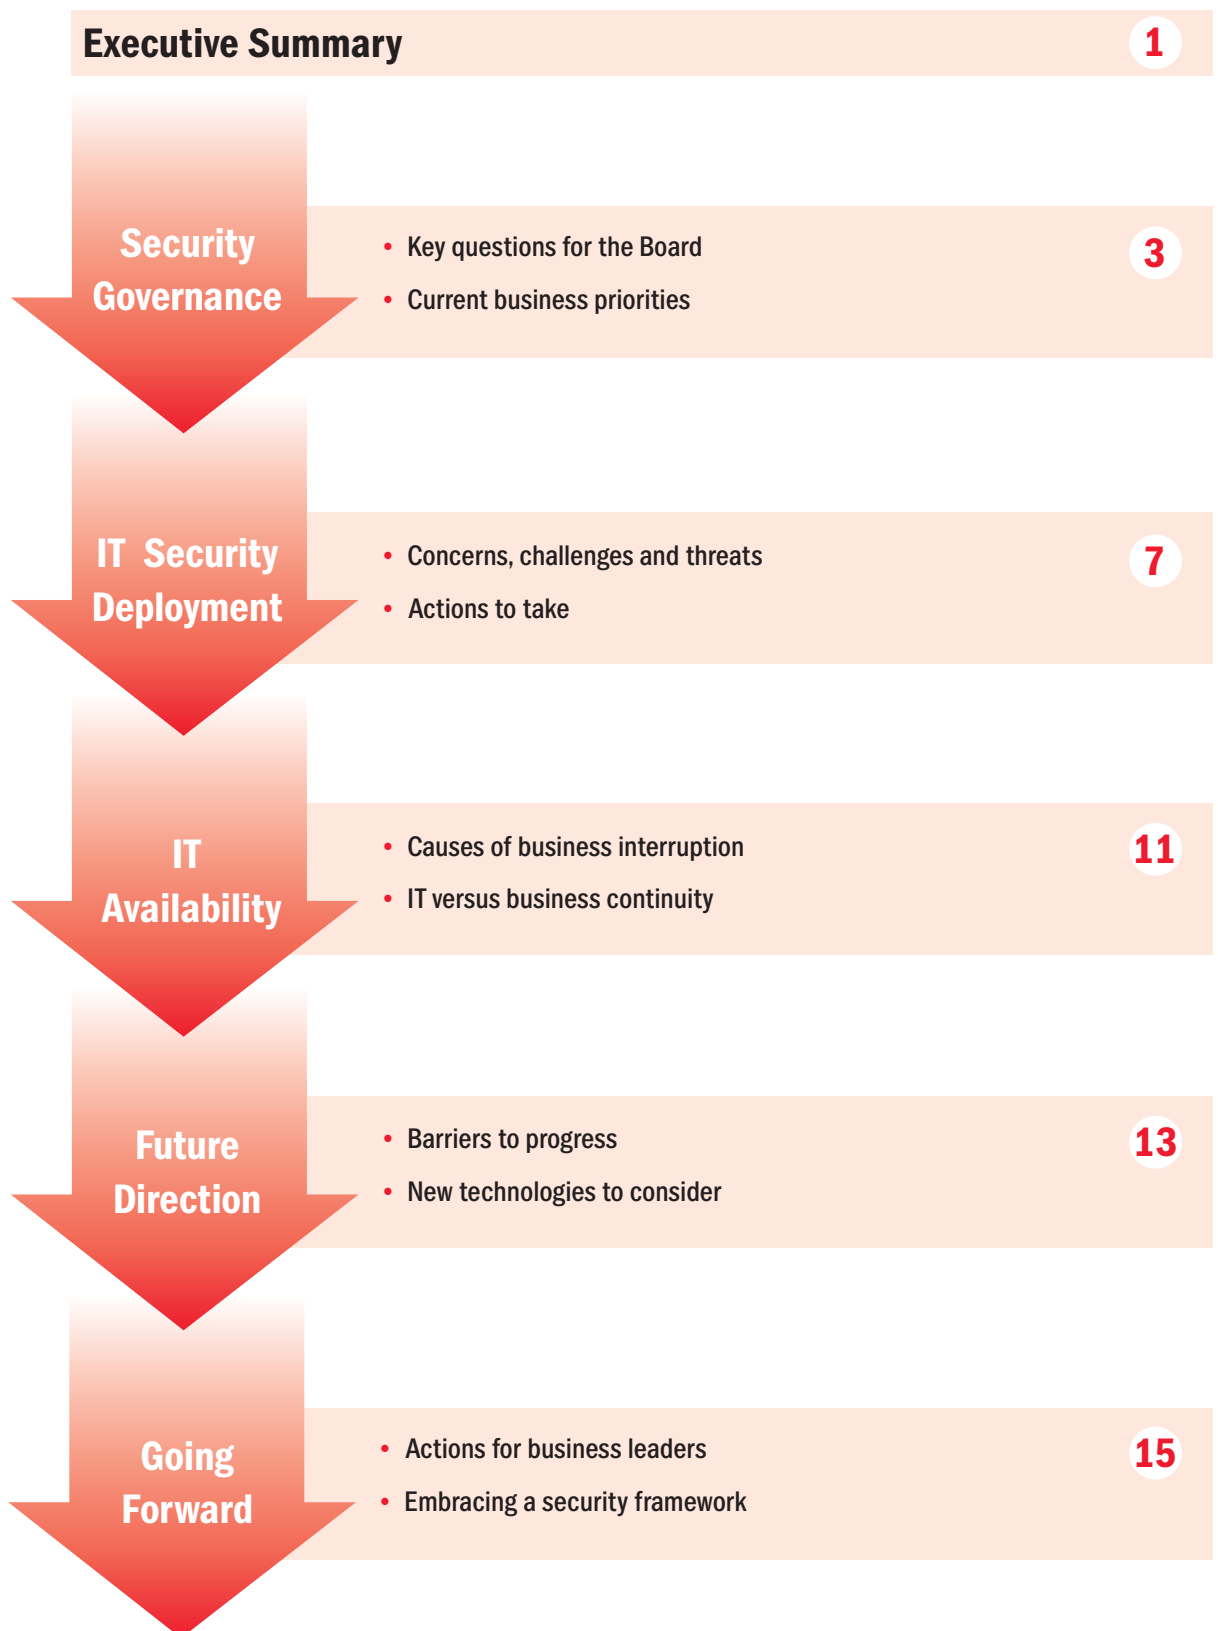 Executive Summary 1
Security
Governance
• Key questions for the Board
• Current business priorities
3
IT Security
Deployment
• Concerns, challenges and threats
• Actions to take
7
IT
Availability
• Causes of business interruption
• IT versus business continuity
11
Future
Direction
• Barriers to progress
• New technologies to consider
13
Going
Forward
• Actions for business leaders
• Embracing a security framework
15